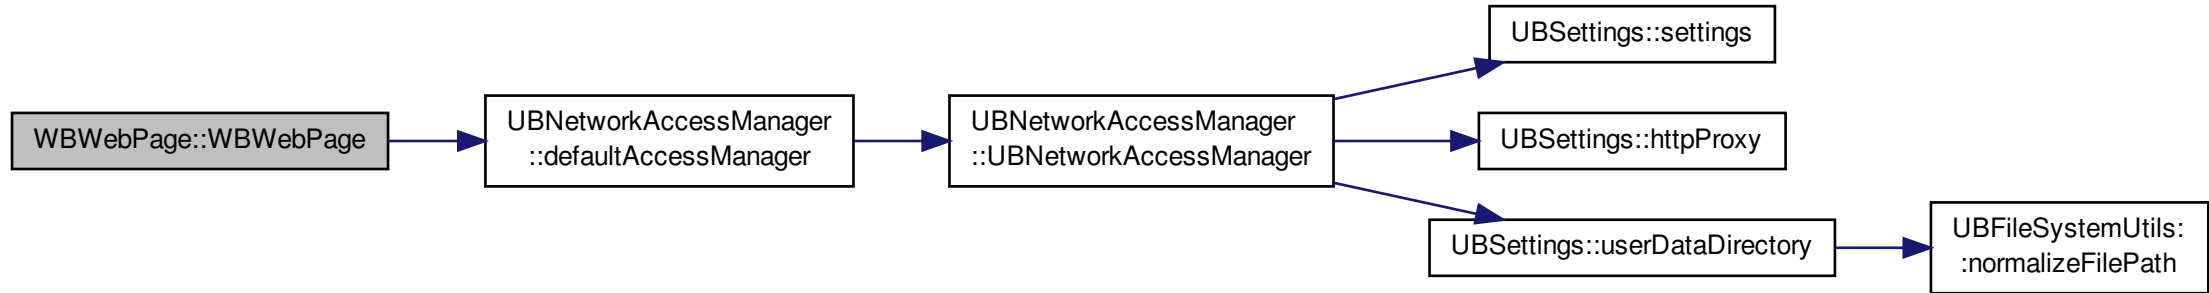 WBWebPage::WBWebPage
UBNetworkAccessManager
::defaultAccessManager
UBNetworkAccessManager
::UBNetworkAccessManager
UBSettings::settings
UBSettings::httpProxy
UBSettings::userDataDirectory
UBFileSystemUtils:
:normalizeFilePath